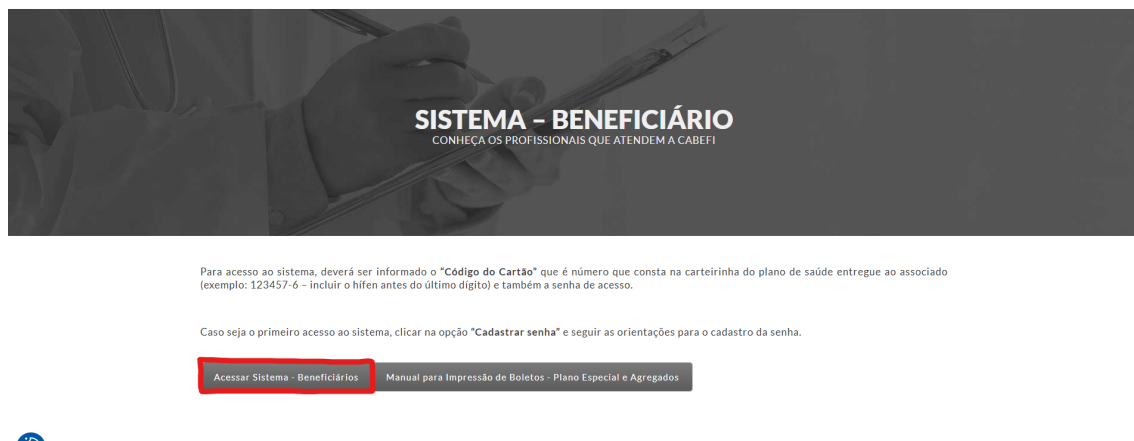 SISTEMA – BENEFICIÁRIO
CONHEÇA OS PROFISSIONAIS QUE ATENDEM A CABEFI
Para acesso ao sistema, deverá ser informado o “Código do Cartão” que é número que consta na carteirinha do plano de saúde entregue ao associado
(exemplo: 123457-6 – incluir o hífen antes do último dígito) e também a senha de acesso.
Caso seja o primeiro acesso ao sistema, clicar na opção “Cadastrar senha” e seguir as orientações para o cadastro da senha.
Acessar Sistema - Beneficiários
Manual para Impressão de Boletos - Plano Especial e Agregados